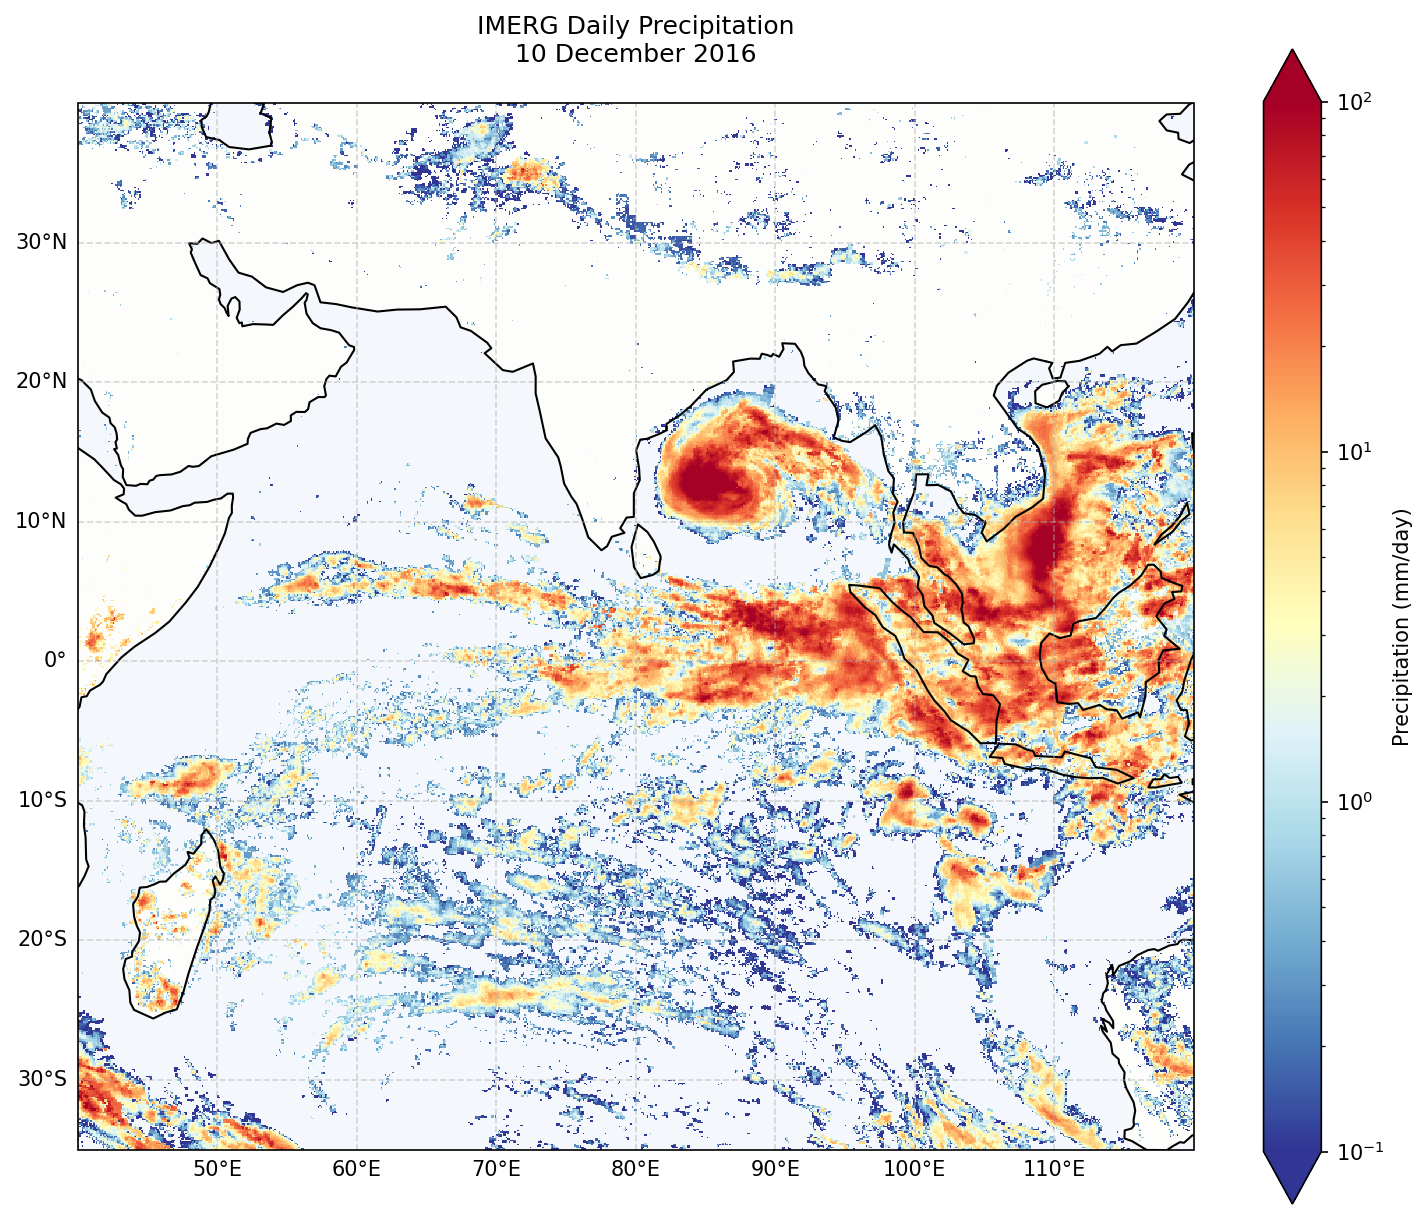 IMERG Daily Precipitation
10 December 2016
30°N
20°N
10°N
0°
10°S
20°S
30°S
50°E
60°E
70°E
80°E
90°E
100°E
110°E
10²
10¹
10⁰
10⁻¹
Precipitation (mm/day)